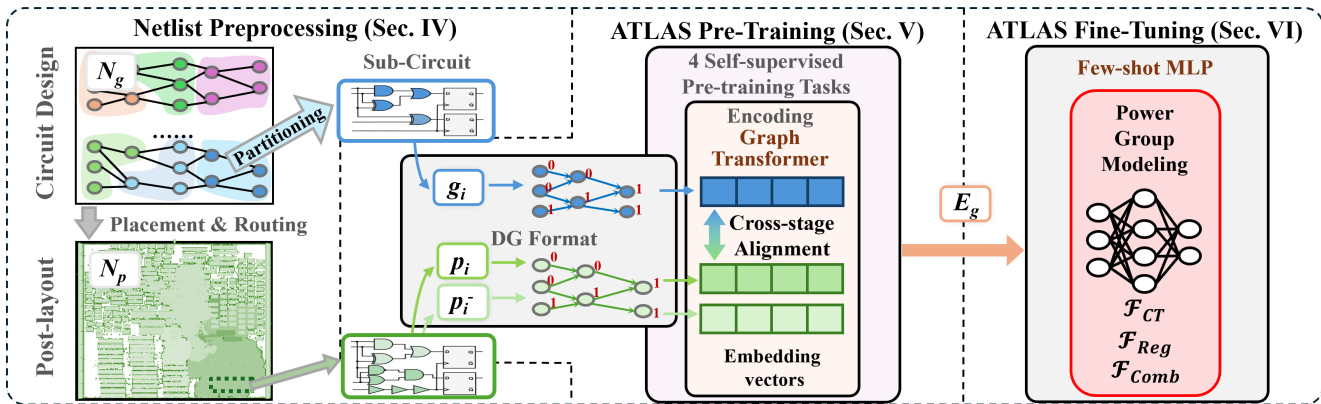 Netlist Preprocessing (Sec. IV)
ATLAS Pre-Training (Sec. V)
ATLAS Fine-Tuning (Sec. VI)
Circuit Design
N_g
......
Partitioning
Sub-Circuit
Placement & Routing
Post-layout
N_p
g_i
0
0
0
1
1
1
DG Format
p_i
p_i^-
0
0
0
1
1
1
4 Self-supervised
Pre-training Tasks
Encoding
Graph
Transformer
Cross-stage
Alignment
Embedding
vectors
E_g
Few-shot MLP
Power
Group
Modeling
ℱ_CT
ℱ_Reg
ℱ_Comb